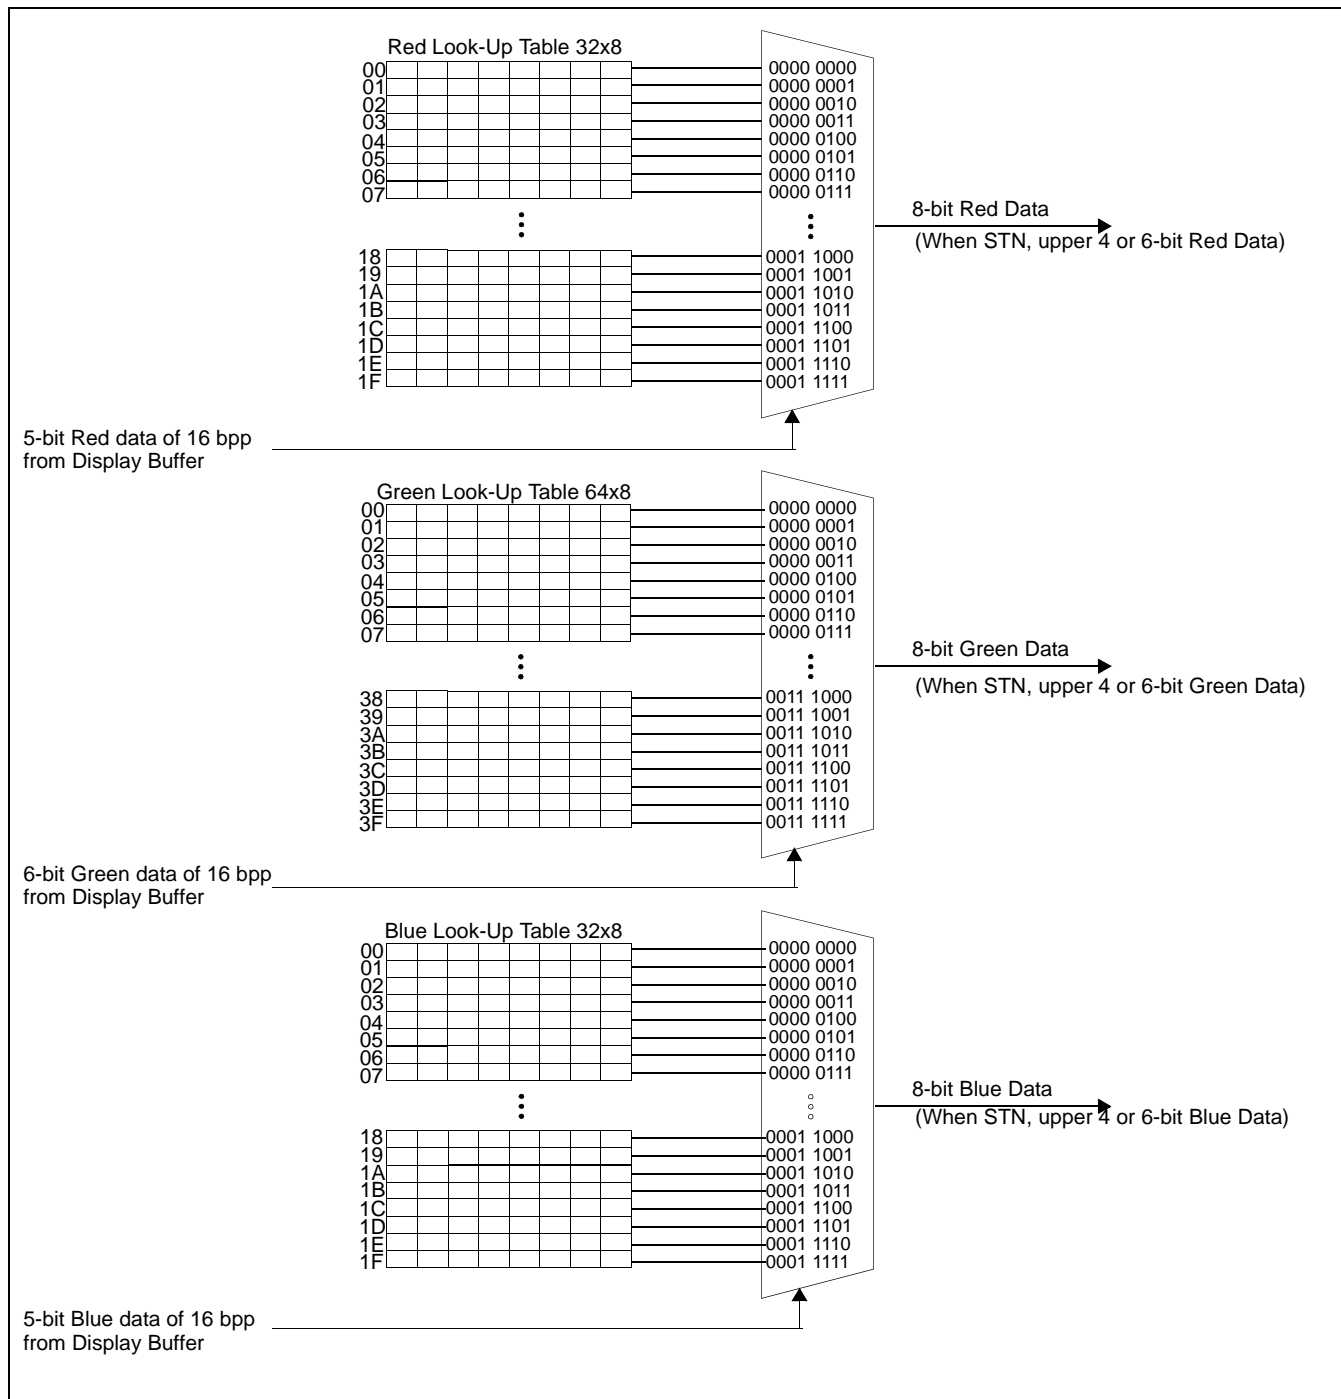 Red Look-Up Table 32x8
00 0000 0000
01 0000 0001
02 0000 0010
03 0000 0011
04 0000 0100
05 0000 0101
06 0000 0110
07 0000 0111
8-bit Red Data
(When STN, upper 4 or 6-bit Red Data)
18 0001 1000
19 0001 1001
1A 0001 1010
1B 0001 1011
1C 0001 1100
1D 0001 1101
1E 0001 1110
1F 0001 1111
5-bit Red data of 16 bpp
from Display Buffer
Green Look-Up Table 64x8
00 0000 0000
01 0000 0001
02 0000 0010
03 0000 0011
04 0000 0100
05 0000 0101
06 0000 0110
07 0000 0111
8-bit Green Data
(When STN, upper 4 or 6-bit Green Data)
38 0011 1000
39 0011 1001
3A 0011 1010
3B 0011 1011
3C 0011 1100
3D 0011 1101
3E 0011 1110
3F 0011 1111
6-bit Green data of 16 bpp
from Display Buffer
Blue Look-Up Table 32x8
00 0000 0000
01 0000 0001
02 0000 0010
03 0000 0011
04 0000 0100
05 0000 0101
06 0000 0110
07 0000 0111
8-bit Blue Data
(When STN, upper 4 or 6-bit Blue Data)
18 0001 1000
19 0001 1001
1A 0001 1010
1B 0001 1011
1C 0001 1100
1D 0001 1101
1E 0001 1110
1F 0001 1111
5-bit Blue data of 16 bpp
from Display Buffer